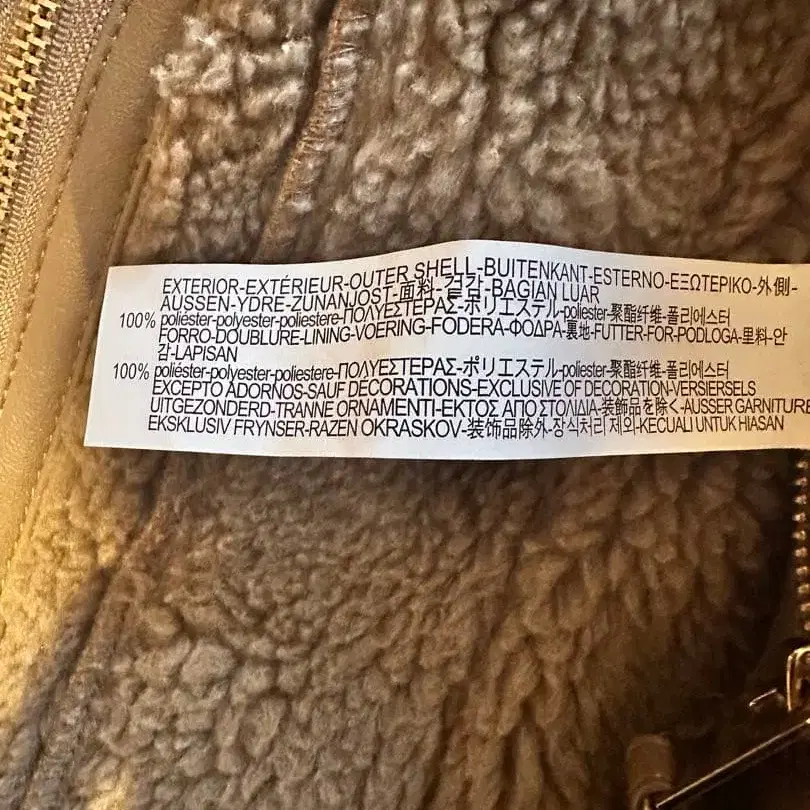 EXTERIOR-EXTÉRIEUR-OUTER SHELL-BUITENKANT-ESTERNO-ΕΞΩΤΕΡΙΚΟ-外側-
AUSSEN-YDRE-ZUNANJOST-面料-겉감-BAGIAN LUAR
100% poliéster-polyester-poliestere-ΠΟΛΥΕΣΤΕΡΑΣ-ポリエステル-poliester-聚酯纤维-폴리에스터
FORRO-DOUBLURE-LINING-VOERING-FODERA-ΦΟΔΡΑ-裏地-FUTTER-FOR-PODLOGA-里料-안
감-LAPISAN
100% poliéster-polyester-poliestere-ΠΟΛΥΕΣΤΕΡΑΣ-ポリエステル-poliester-聚酯纤维-폴리에스터
EXCEPTO ADORNOS-SAUF DECORATIONS-EXCLUSIVE OF DECORATION-VERSIERSELS
UITGEZONDERD-TRANNE ORNAMENTI-ΕΚΤΟΣ ΑΠΟ ΣΤΟΛΙΔΙΑ-装飾品を除く-AUSSER GARNITURE
EKSKLUSIV FRYNSER-RAZEN OKRASKOV-装饰品除外-장식처리 제외-KECUALI UNTUK HIASAN